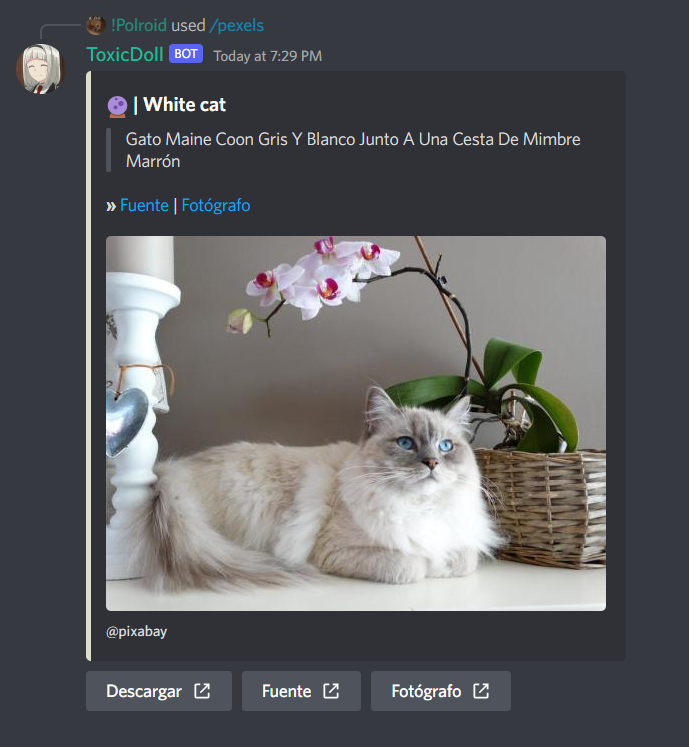 !Polroid used /pexels
ToxicDoll BOT Today at 7:29 PM
| White cat
Gato Maine Coon Gris Y Blanco Junto A Una Cesta De Mimbre
Marrón
» Fuente | Fotógrafo
@pixabay
Descargar Fuente Fotógrafo